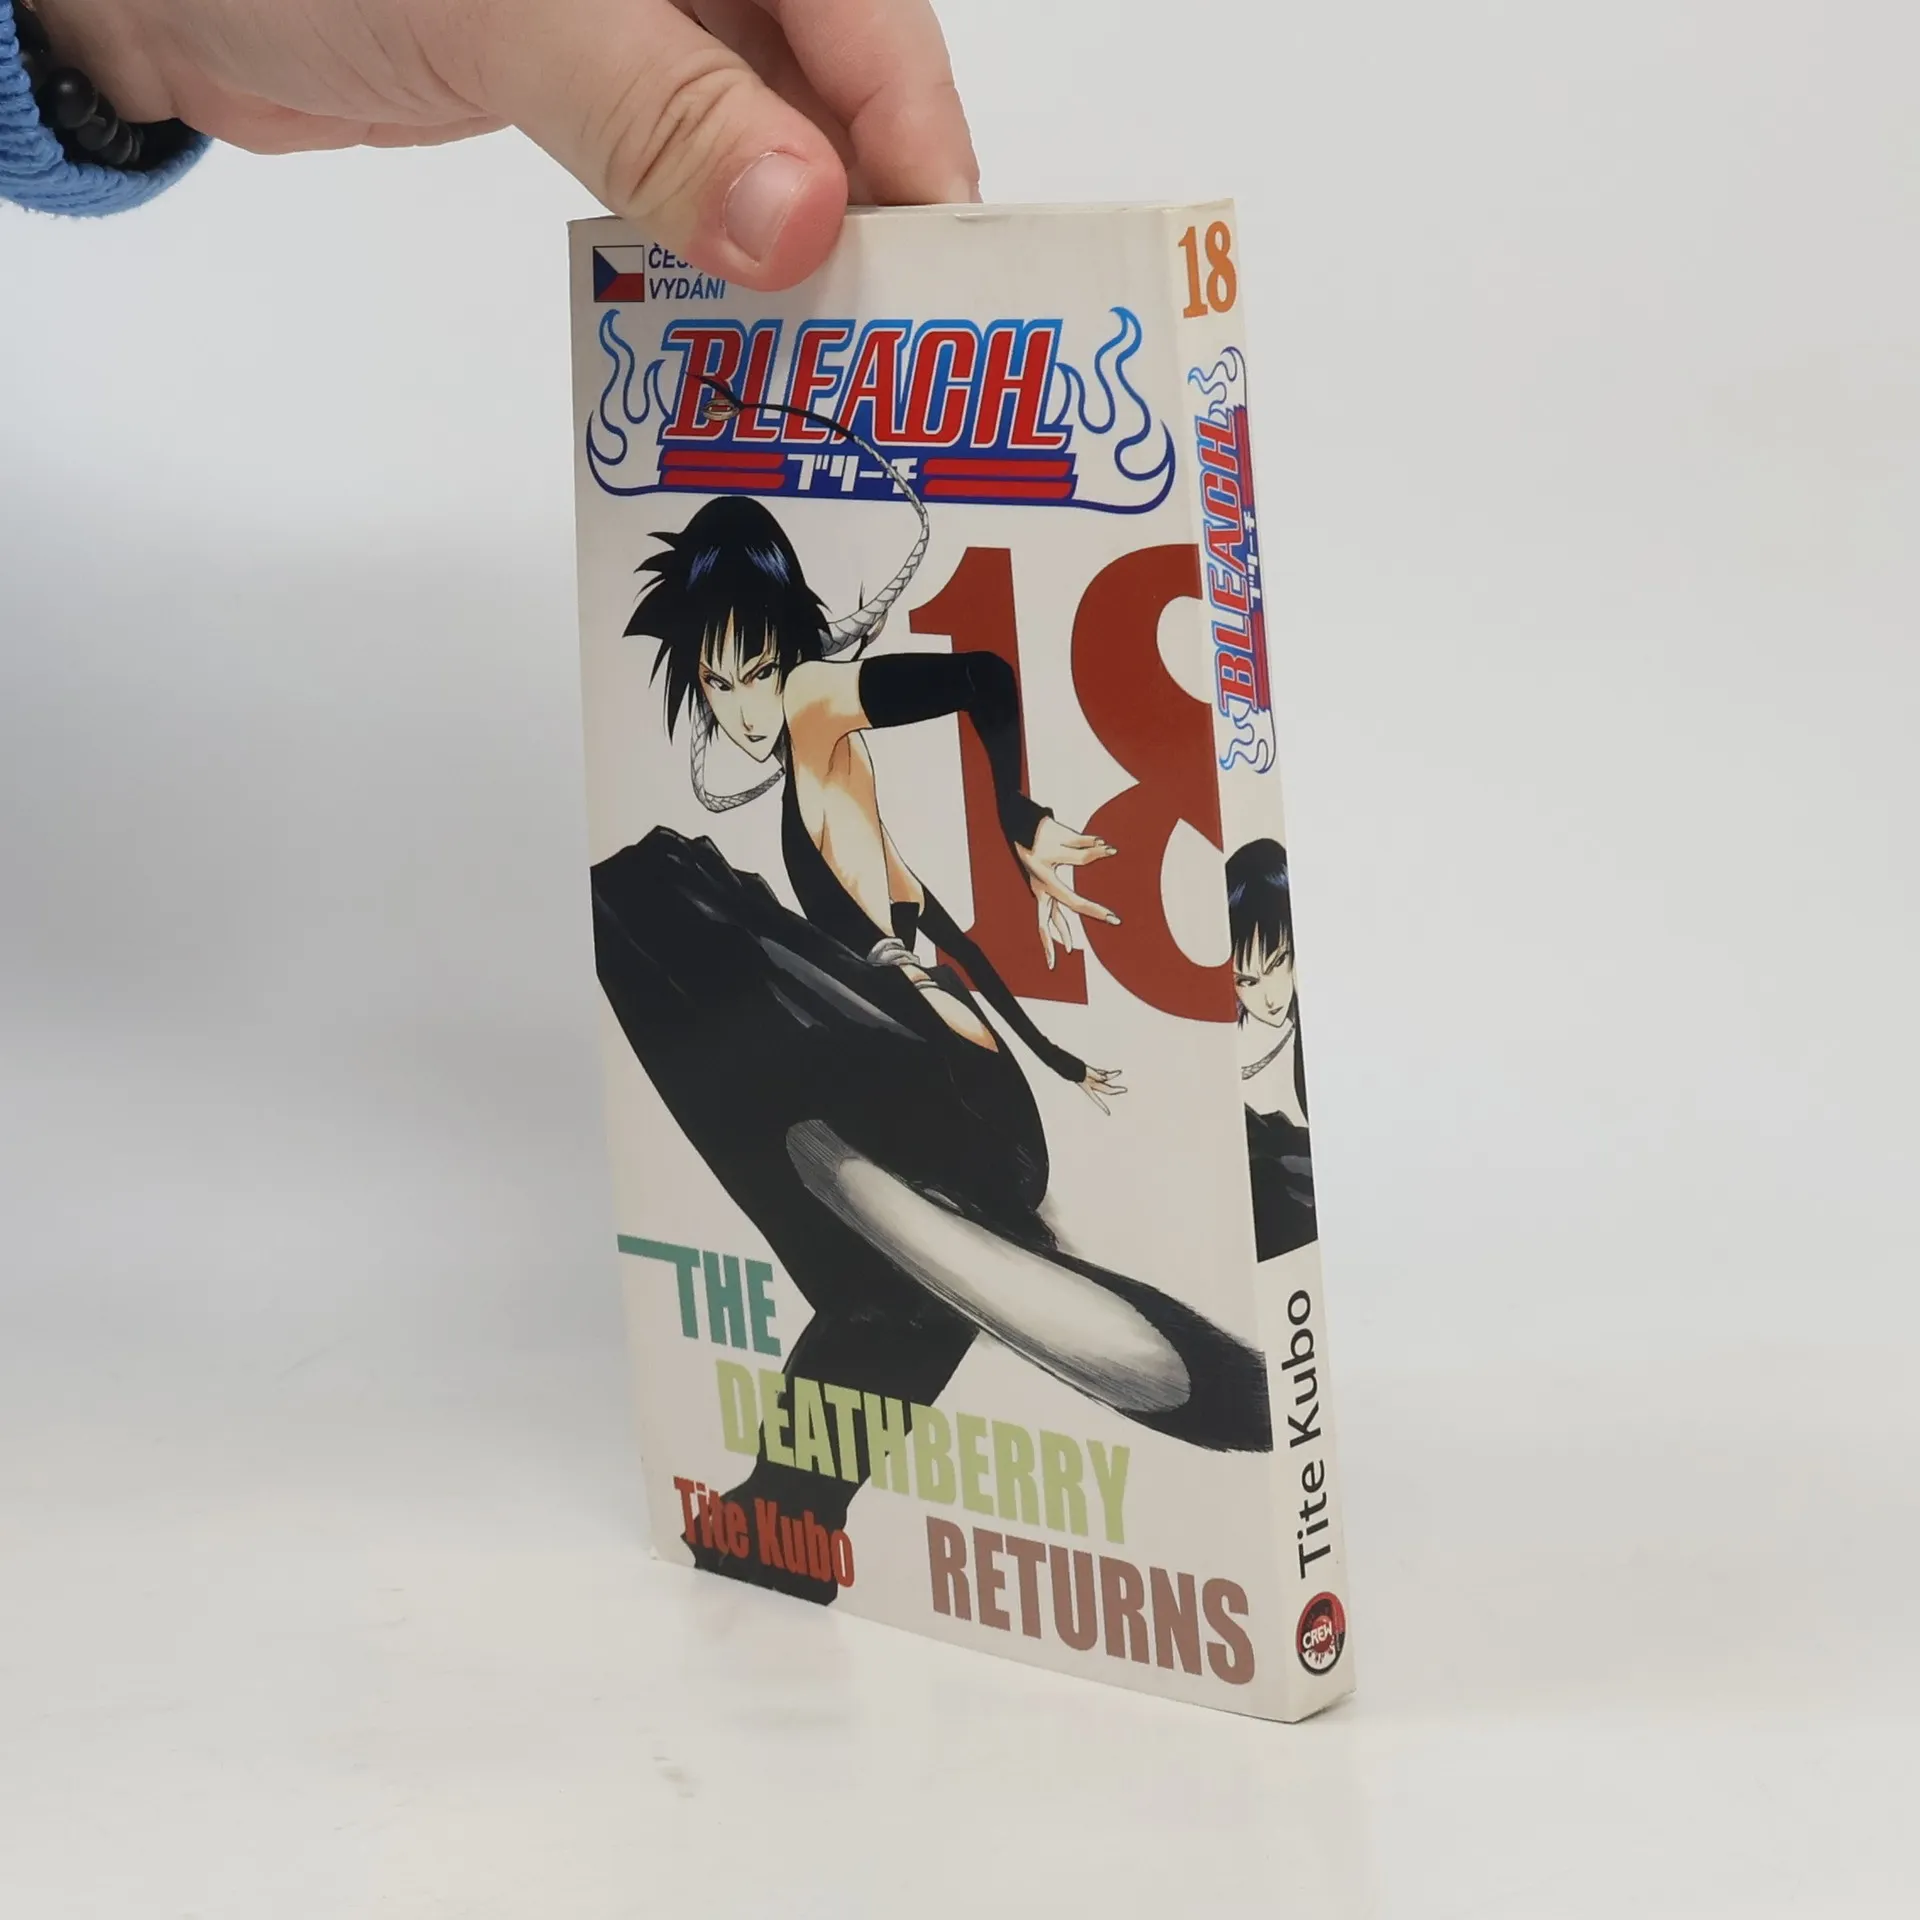 VYDÁNÍ
BLEACH
ブリーチ
18
THE
DEATHBERRY
RETURNS
Tite Kubo
18
BLEACH
ブリーチ
Tite Kubo
CREW